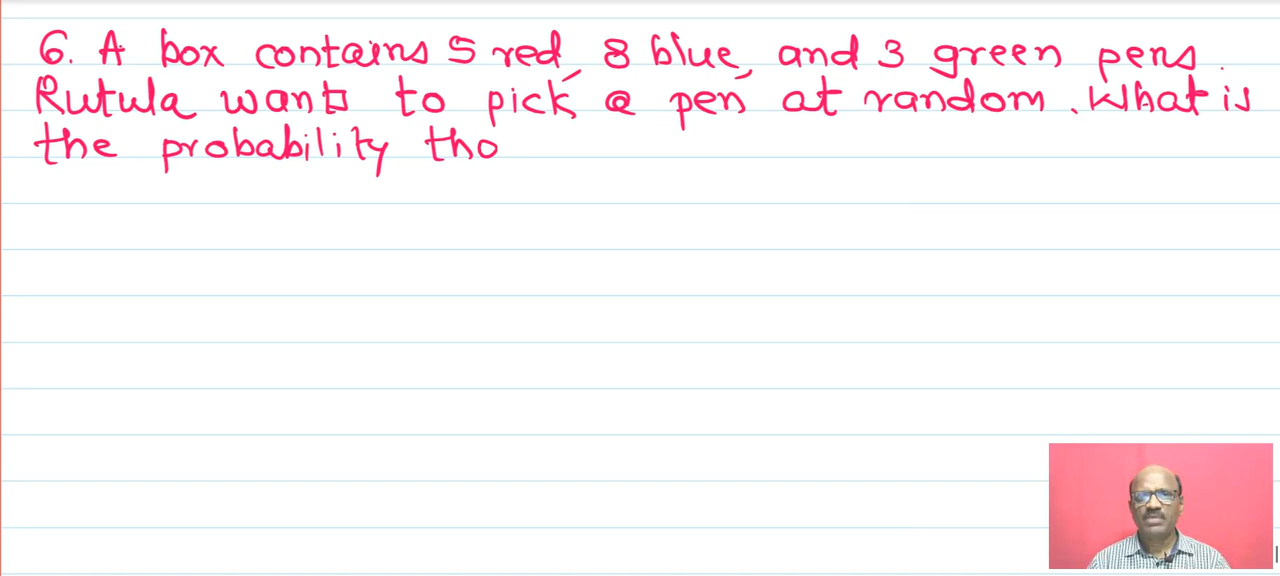 6. A box contains 5 red, 8 blue, and 3 green pens.
Rutula wants to pick a pen at random. What is
the probability tha